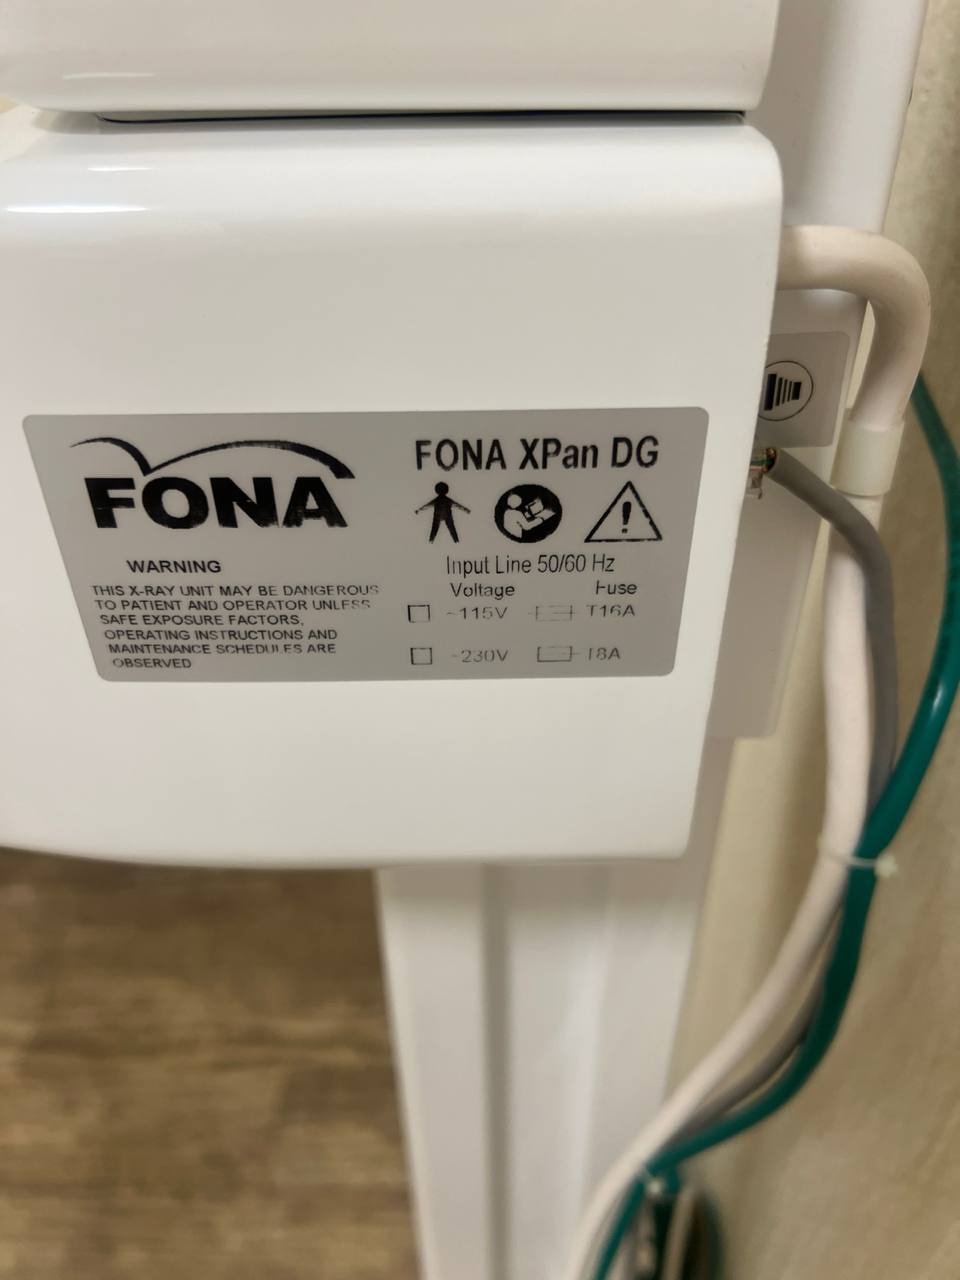 FONA
WARNING
THIS X-RAY UNIT MAY BE DANGEROUS
TO PATIENT AND OPERATOR UNLESS
SAFE EXPOSURE FACTORS,
OPERATING INSTRUCTIONS AND
MAINTENANCE SCHEDULES ARE
OBSERVED
FONA XPan DG
Input Line 50/60 Hz
Voltage Fuse
~115V T16A
~230V T8A